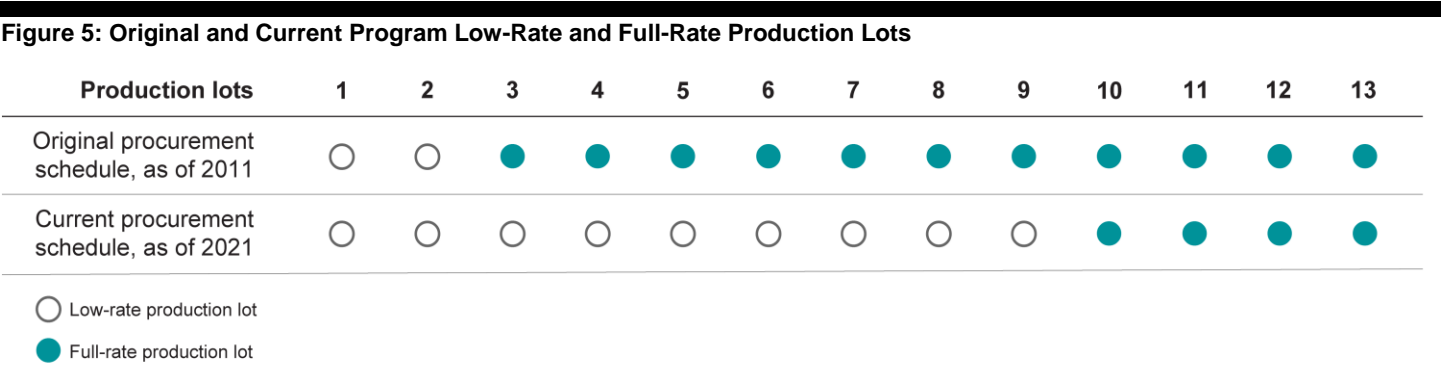 Figure 5: Original and Current Program Low-Rate and Full-Rate Production Lots
Production lots 1 2 3 4 5 6 7 8 9 10 11 12 13
Original procurement
schedule, as of 2011
Current procurement
schedule, as of 2021
Low-rate production lot
Full-rate production lot